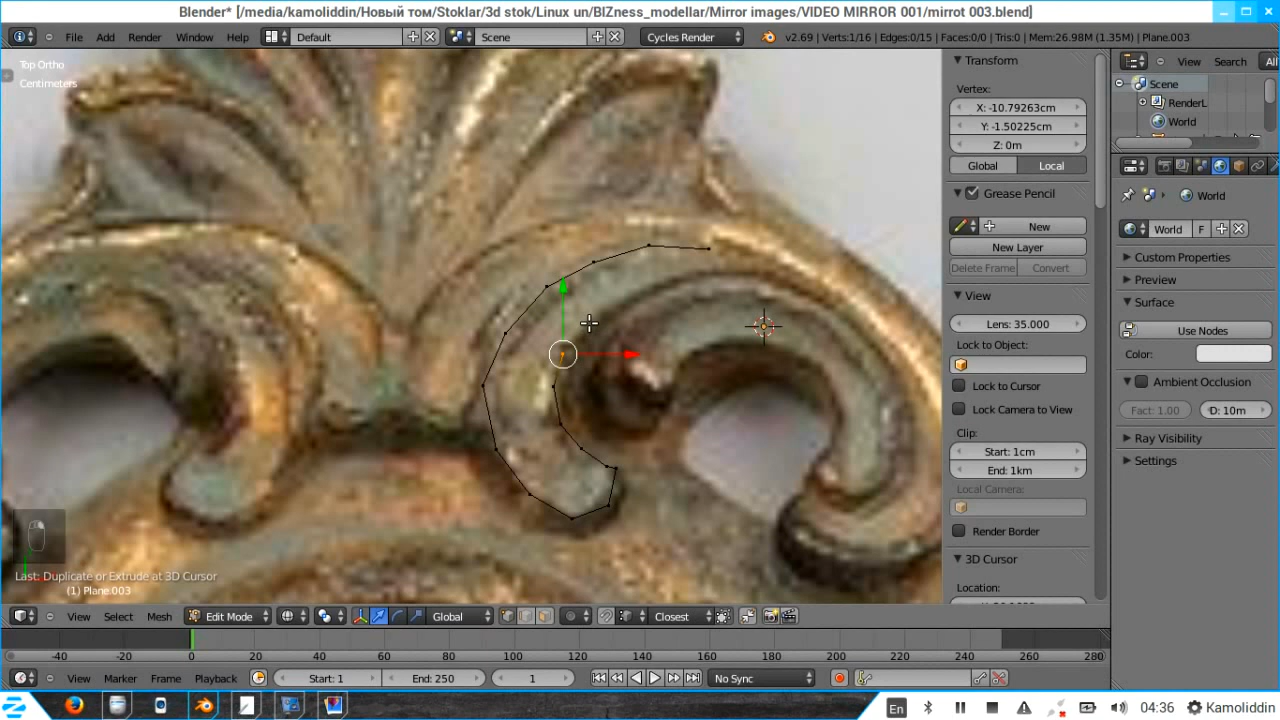 Blender* [/media/kamoliddin/Новый том/Stoklar/3d stok/Linux un/BIZness_modellar/Mirror images/VIDEO MIRROR 001/mirrot 003.blend]
File Add Render Window Help Default Scene Cycles Render v2.69 | Verts:1/16 | Edges:0/15 | Faces:0/0 | Tris:0 | Mem:26.98M (1.35M) | Plane.003
Top Ortho
Centimeters
Last: Duplicate or Extrude at 3D Cursor
(1) Plane.003
Transform
Vertex:
X: -10.79263cm
Y: -1.50225cm
Z: 0m
Global Local
Grease Pencil
New
New Layer
Delete Frame Convert
View
Lens: 35.000
Lock to Object:
Lock to Cursor
Lock Camera to View
Clip:
Start: 1cm
End: 1km
Local Camera:
Render Border
3D Cursor
Location:
View Search All
Scene
RenderL
World
World
World F
Custom Properties
Preview
Surface
Use Nodes
Color:
Ambient Occlusion
Fact: 1.00 D: 10m
Ray Visibility
Settings
View Select Mesh Edit Mode Global Closest
-40 -20 0 20 40 60 80 100 120 140 160 180 200 220 240 260 280
View Marker Frame Playback Start: 1 End: 250 1 No Sync
En 04:36 Kamoliddin